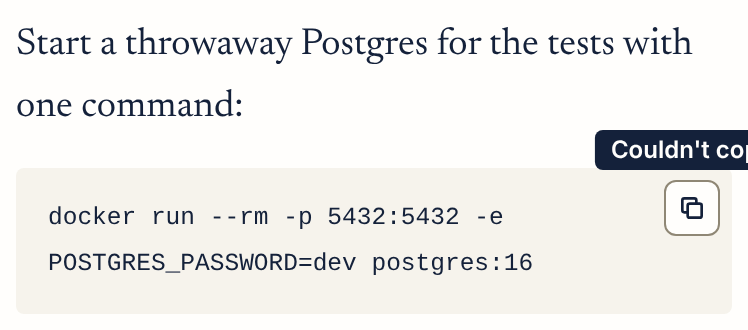 Start a throwaway Postgres for the tests with
one command:
Couldn't
docker run --rm -p 5432:5432 -e
POSTGRES_PASSWORD=dev postgres:16